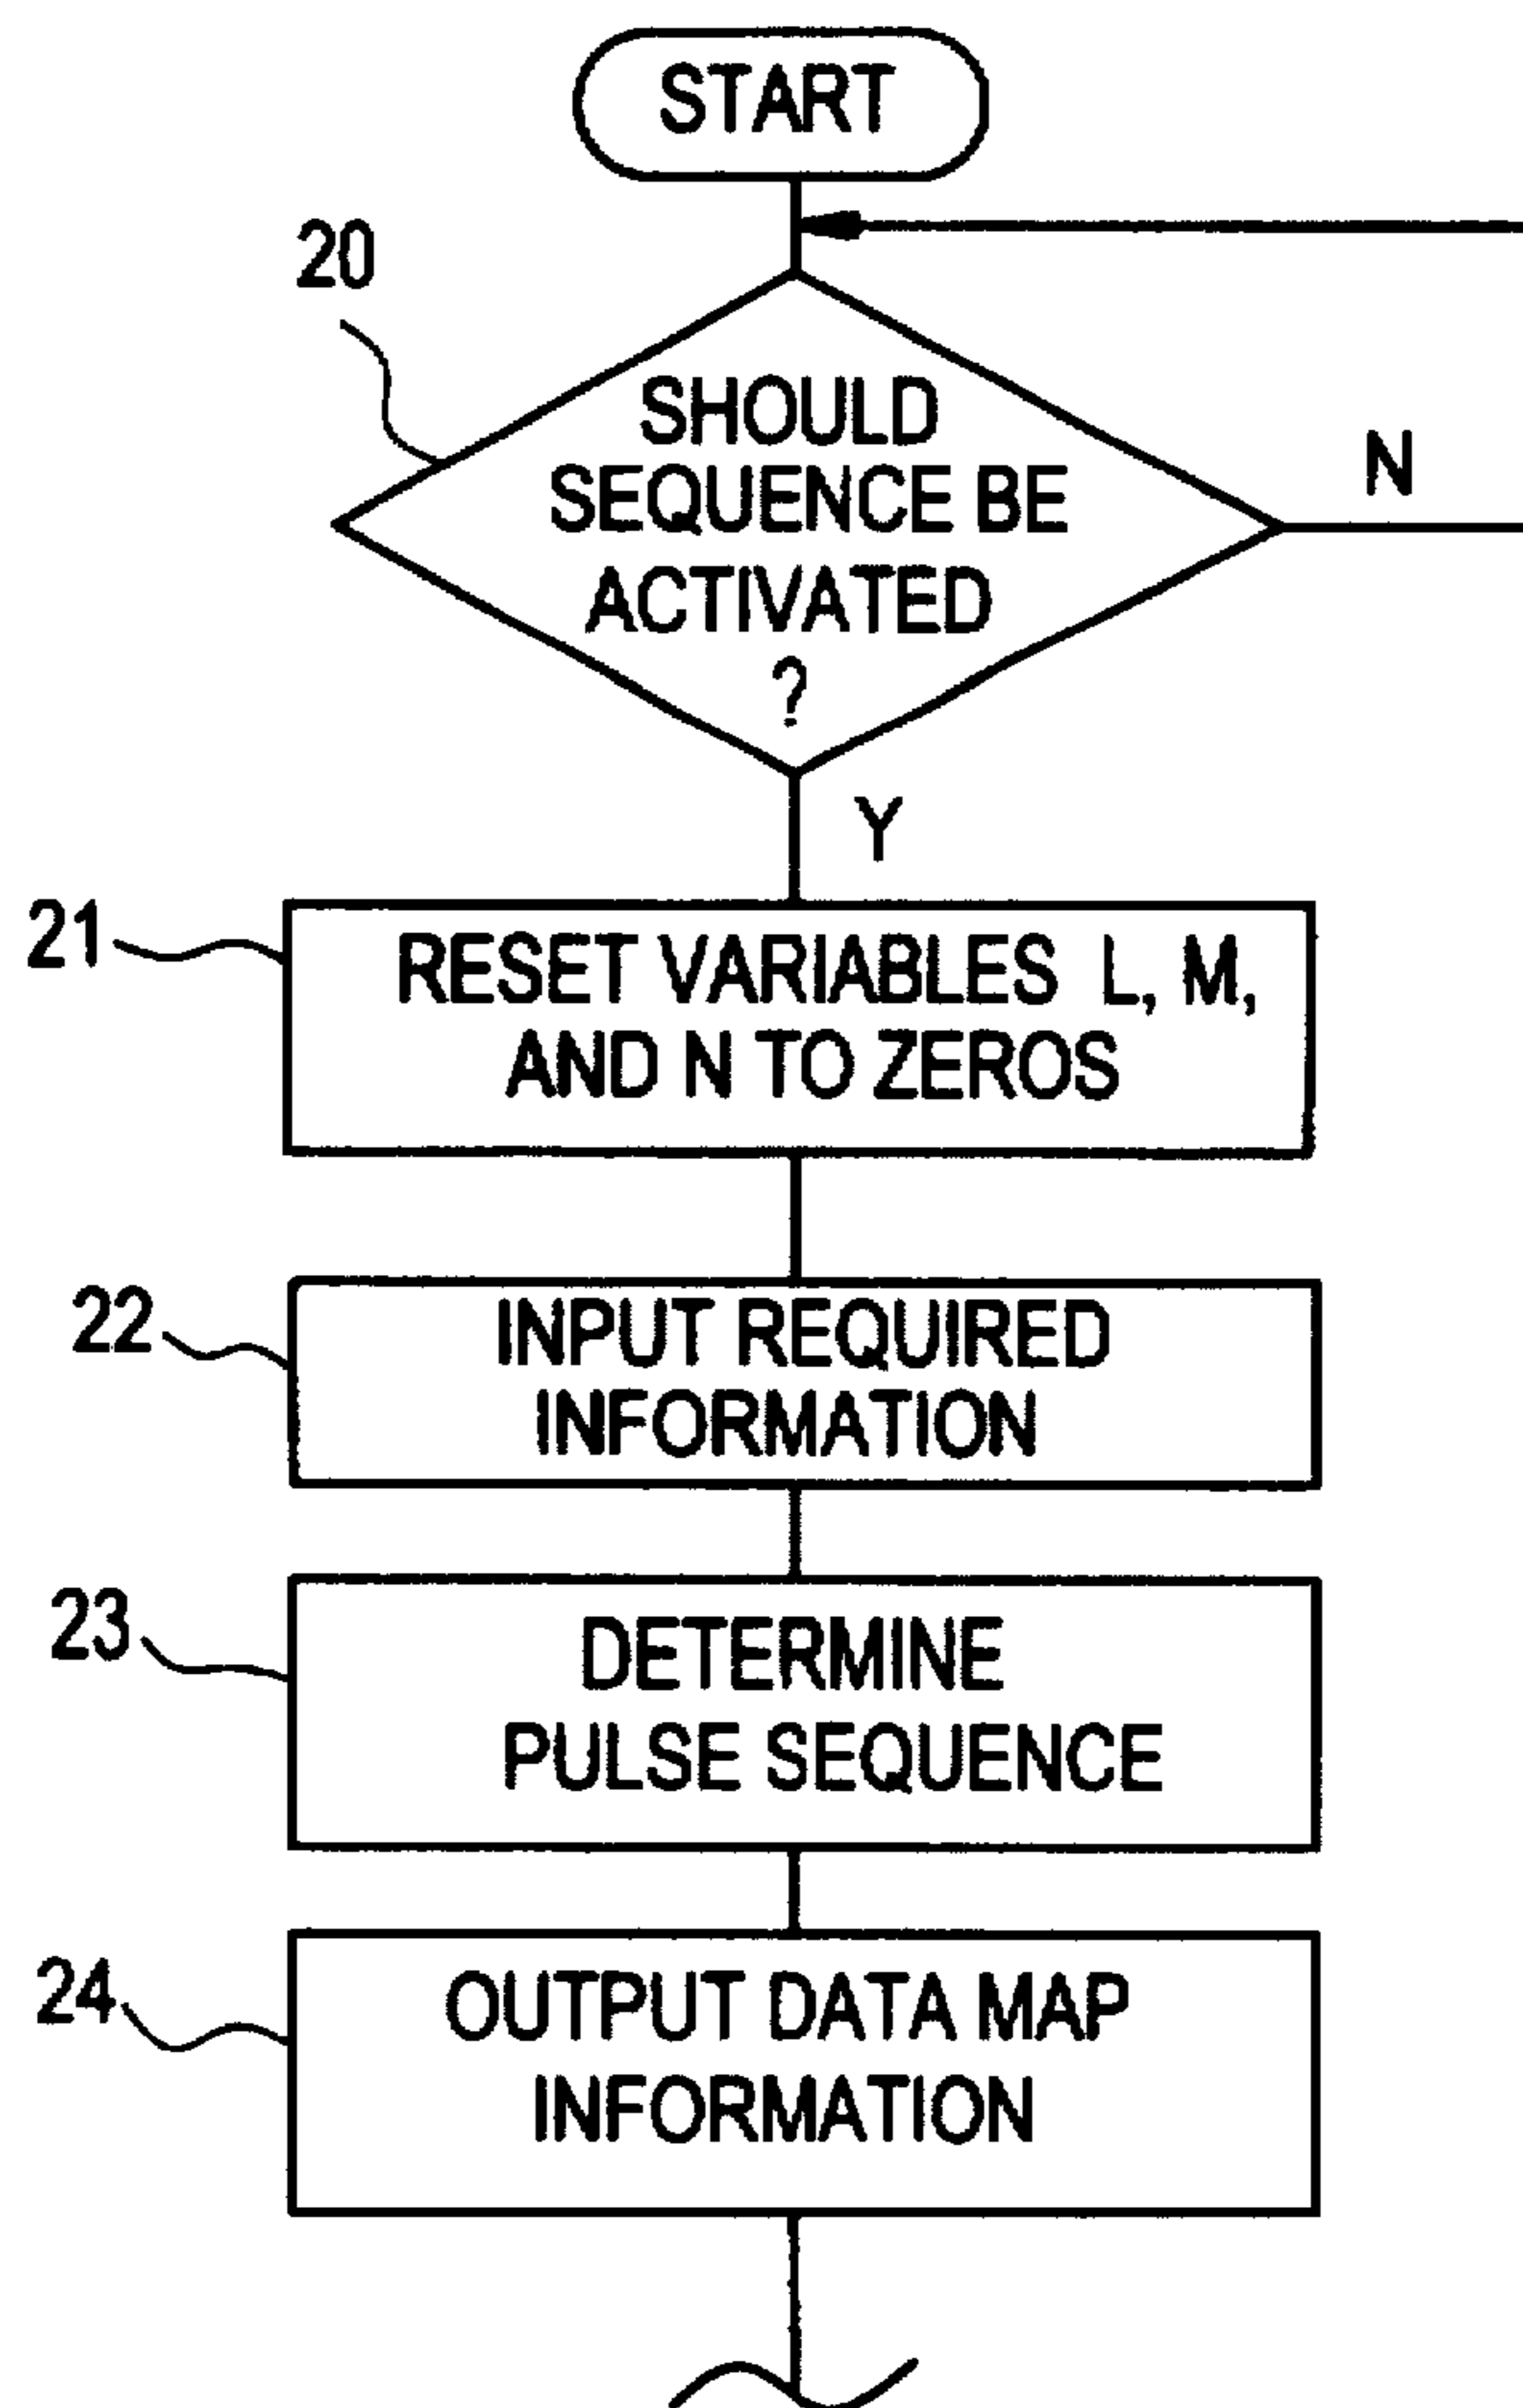 START
20
SHOULD
SEQUENCE BE
ACTIVATED
?
N
Y
21
RESET VARIABLES L, M,
AND N TO ZEROS
22
INPUT REQUIRED
INFORMATION
23
DETERMINE
PULSE SEQUENCE
24
OUTPUT DATA MAP
INFORMATION